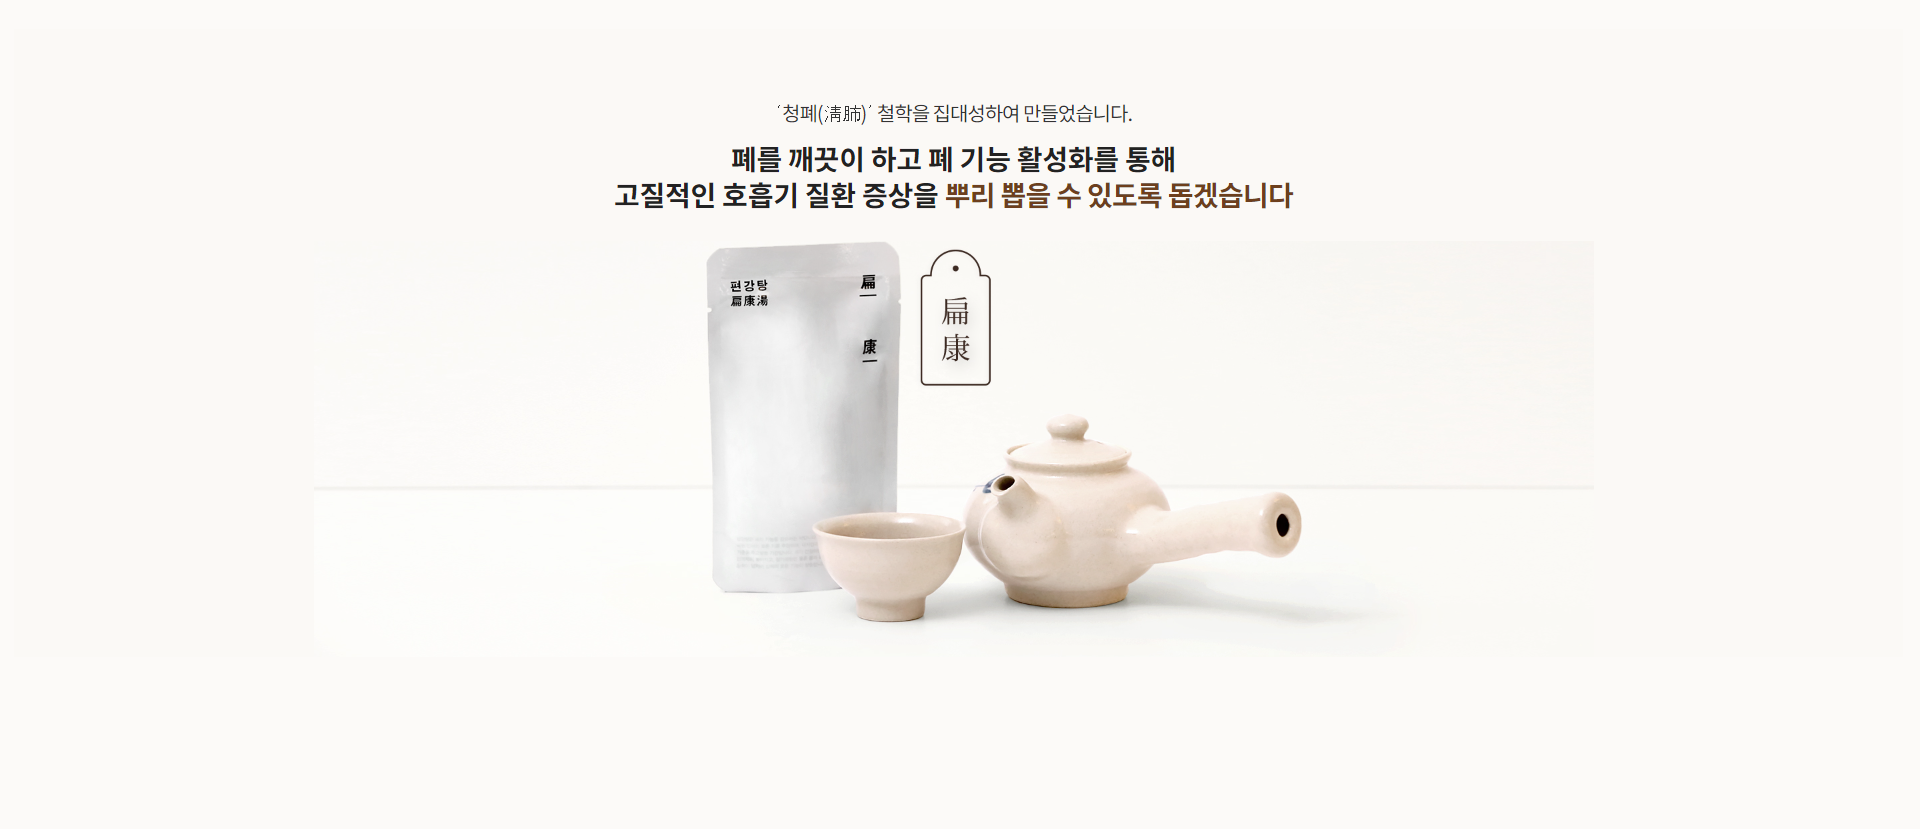 ‘청폐(淸肺)’ 철학을 집대성하여 만들었습니다.
폐를 깨끗이 하고 폐 기능 활성화를 통해
고질적인 호흡기 질환 증상을 뿌리 뽑을 수 있도록 돕겠습니다
편강탕
扁康湯
扁
康
扁
康